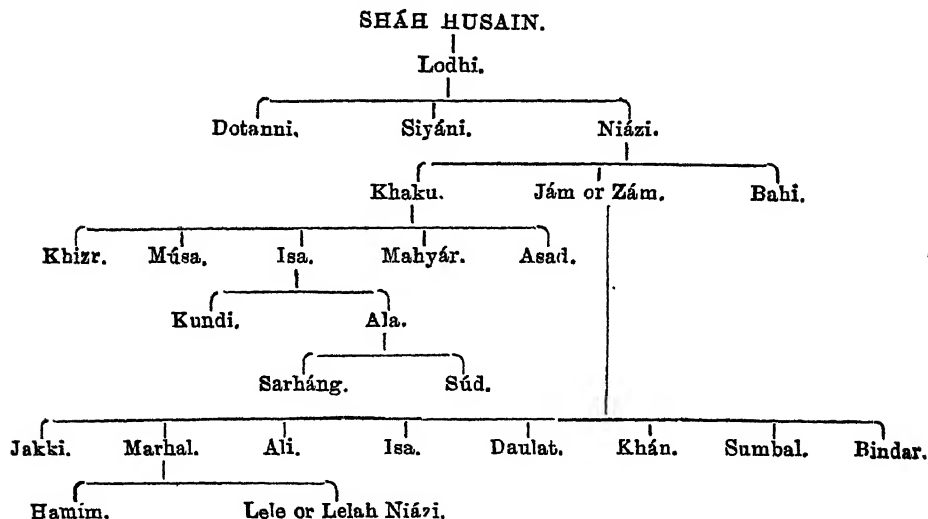 SHÁH HUSAIN.
Lodhi.
Dotanni. Siyáni. Niázi.
Khaku. Jám or Zám. Bahi.
Khizr. Músa. Isa. Mahyár. Asad.
Kundi. Ala.
Sarháng. Súd.
Jakki. Marhal. Ali. Isa. Daulat. Khán. Sumbal. Bindar.
Hamim. Lele or Lelah Niázi.